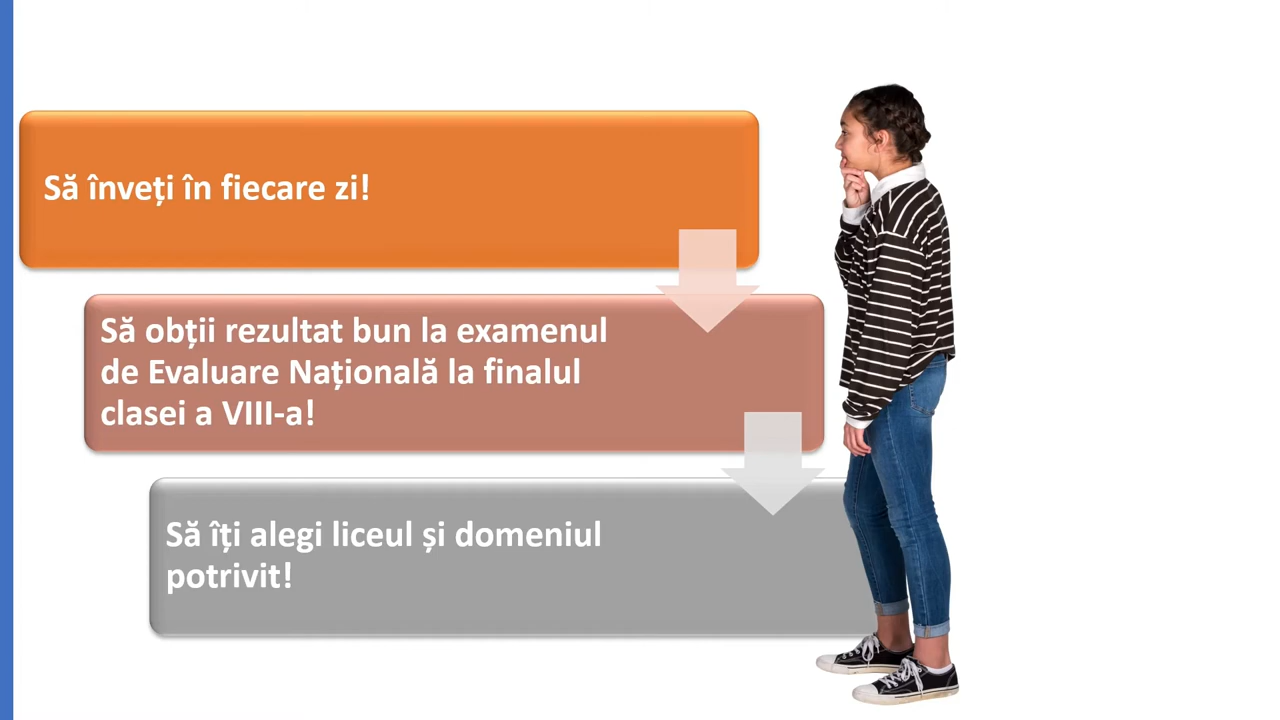 Să înveți în fiecare zi!
Să obții rezultat bun la examenul
de Evaluare Națională la finalul
clasei a VIII-a!
Să îți alegi liceul și domeniul
potrivit!